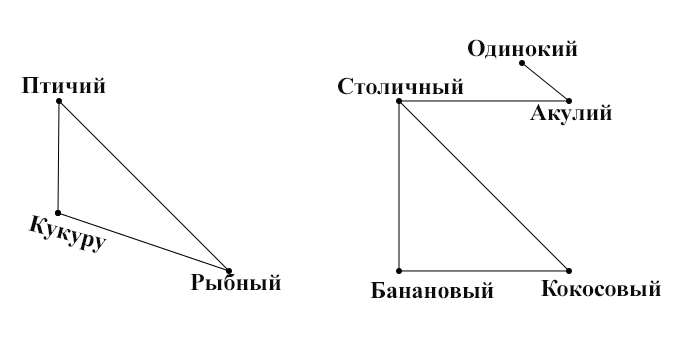 Одинокий
Птичий
Столичный
Акулий
Кукуру
Рыбный
Банановый
Кокосовый